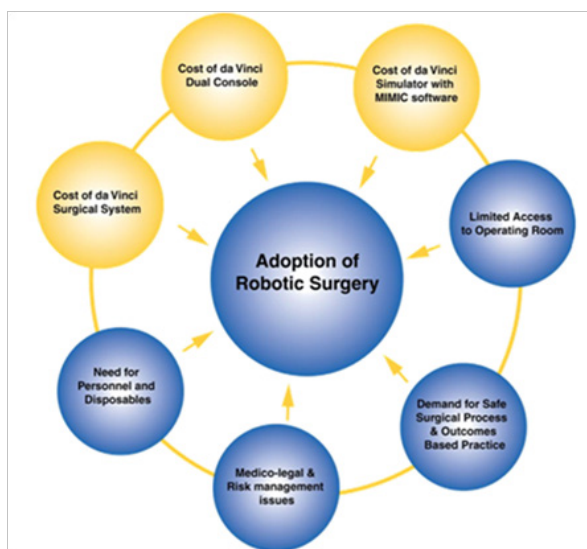 Cost of da Vinci
Dual Console
Cost of da Vinci
Simulator with
MIMIC software
Cost of da Vinci
Surgical System
Limited Access
to Operating Room
Adoption of
Robotic Surgery
Need for
Personnel and
Disposables
Demand for Safe
Surgical Process
& Outcomes
Based Practice
Medico-legal &
Risk management
issues